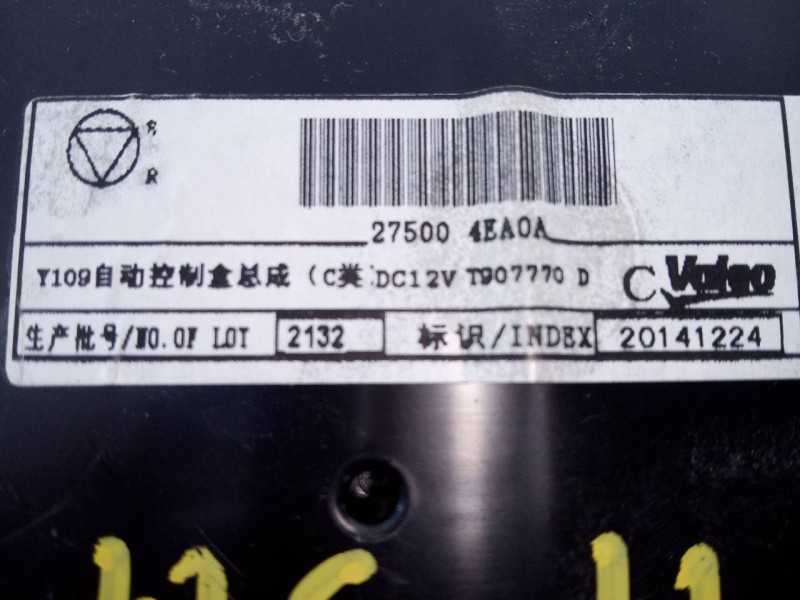 E
R
27500 4EA0A
Y109自动控制盒总成 (C类 DC12V T907770 D C Valeo
生产批号/NO.OF LOT 2132 标识/INDEX 20141224